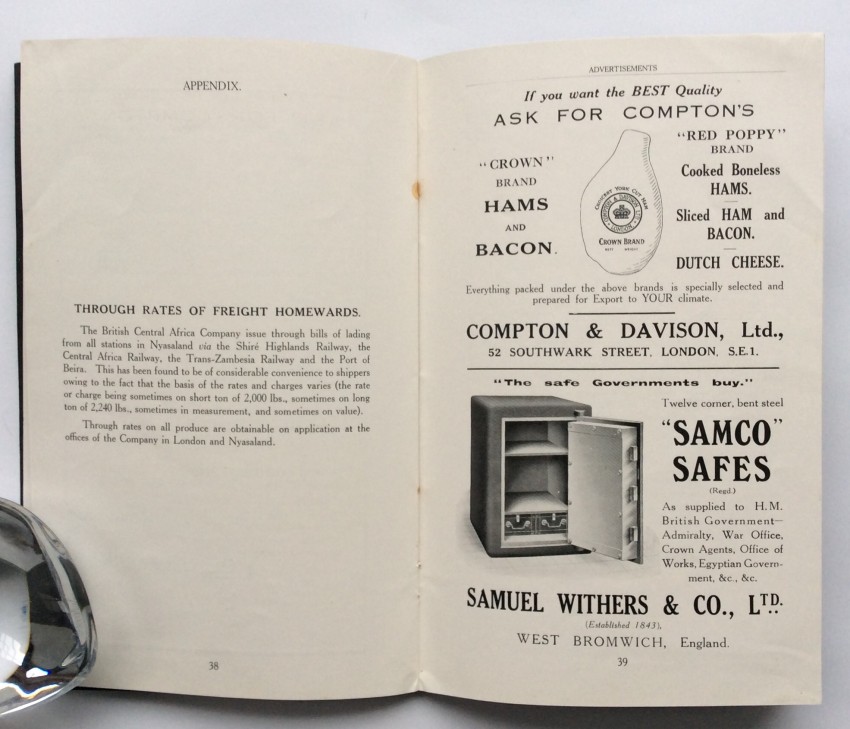 APPENDIX.
THROUGH RATES OF FREIGHT HOMEWARDS.
The British Central Africa Company issue through bills of lading
from all stations in Nyasaland via the Shiré Highlands Railway, the
Central Africa Railway, the Trans-Zambesia Railway and the Port of
Beira. This has been found to be of considerable convenience to shippers
owing to the fact that the basis of the rates and charges varies (the rate
or charge being sometimes on short ton of 2,000 lbs., sometimes on long
ton of 2,240 lbs., sometimes in measurement, and sometimes on value).
Through rates on all produce are obtainable on application at the
offices of the Company in London and Nyasaland.
38
ADVERTISEMENTS
If you want the BEST Quality
ASK FOR COMPTON'S
"CROWN"
BRAND
HAMS
AND
BACON.
COMPTON & DAVISON LTD
LONDON
CROWN BRAND
"RED POPPY"
BRAND
Cooked Boneless
HAMS.
Sliced HAM and
BACON.
DUTCH CHEESE.
Everything packed under the above brands is specially selected and
prepared for Export to YOUR climate.
COMPTON & DAVISON, Ltd.,
52 SOUTHWARK STREET, LONDON, S.E.1.
"The safe Governments buy."
Twelve corner, bent steel
"SAMCO"
SAFES
(Regd.)
As supplied to H.M.
British Government—
Admiralty, War Office,
Crown Agents, Office of
Works, Egyptian Govern-
ment, &c., &c.
SAMUEL WITHERS & CO., LTD.
(Established 1843),
WEST BROMWICH, England.
39